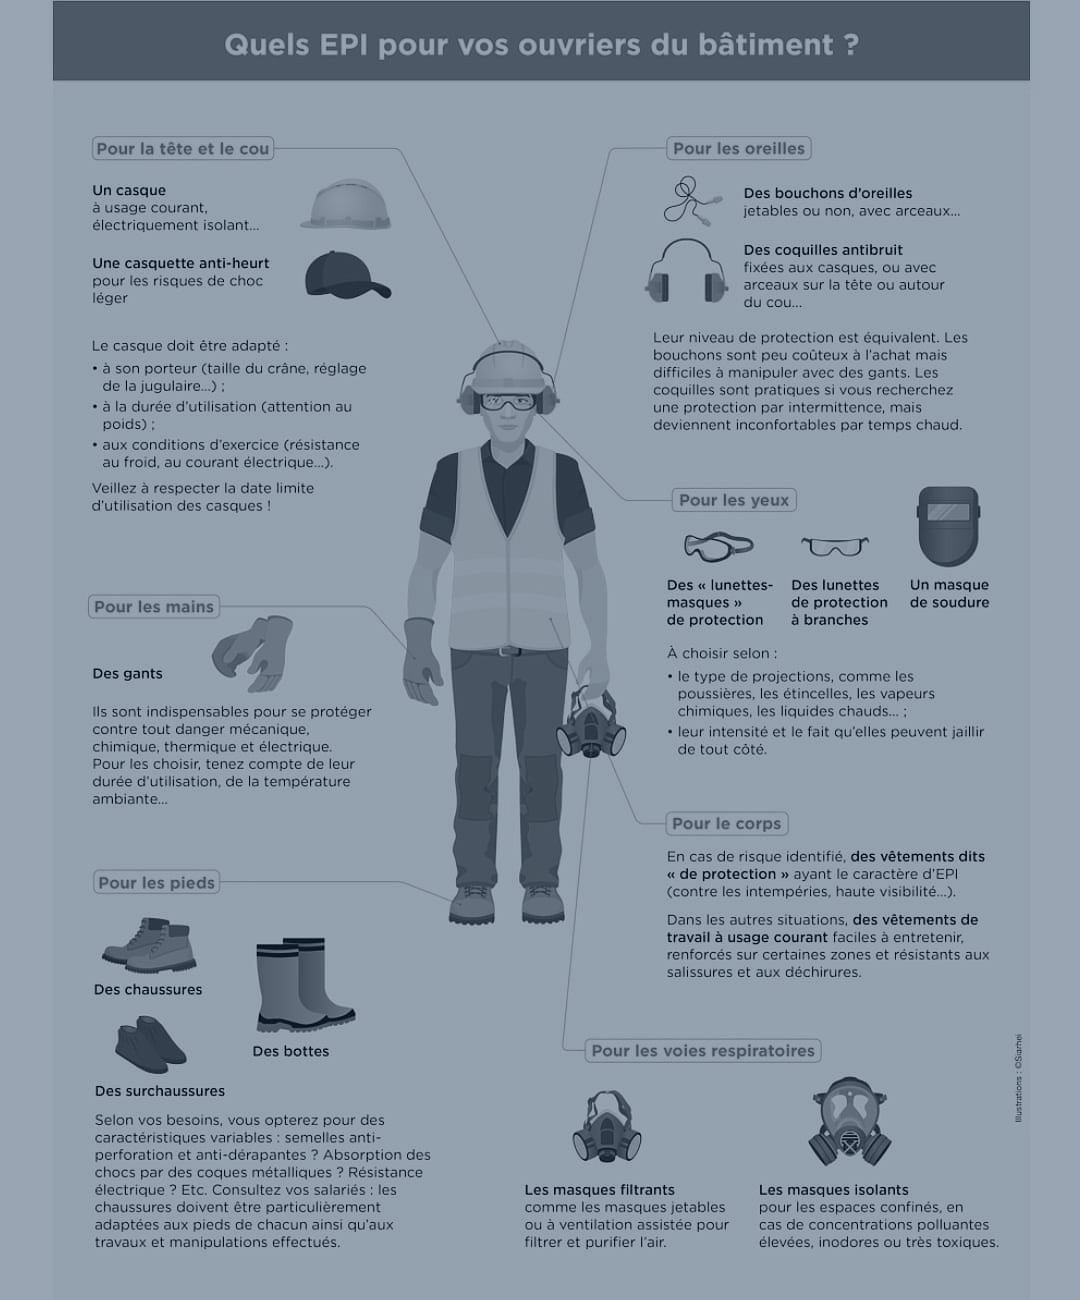 Quels EPI pour vos ouvriers du bâtiment ?
Pour la tête et le cou
Un casque
à usage courant,
électriquement isolant...
Une casquette anti-heurt
pour les risques de choc
léger
Le casque doit être adapté :
• à son porteur (taille du crâne, réglage
de la jugulaire...) ;
• à la durée d'utilisation (attention au
poids) ;
• aux conditions d'exercice (résistance
au froid, au courant électrique...).
Veillez à respecter la date limite
d'utilisation des casques !
Pour les oreilles
Des bouchons d'oreilles
jetables ou non, avec arceaux...
Des coquilles antibruit
fixées aux casques, ou avec
arceaux sur la tête ou autour
du cou...
Leur niveau de protection est équivalent. Les
bouchons sont peu coûteux à l'achat mais
difficiles à manipuler avec des gants. Les
coquilles sont pratiques si vous recherchez
une protection par intermittence, mais
deviennent inconfortables par temps chaud.
Pour les yeux
Des « lunettes-
masques »
de protection
Des lunettes
de protection
à branches
Un masque
de soudure
À choisir selon :
• le type de projections, comme les
poussières, les étincelles, les vapeurs
chimiques, les liquides chauds... ;
• leur intensité et le fait qu'elles peuvent jaillir
de tout côté.
Pour les mains
Des gants
Ils sont indispensables pour se protéger
contre tout danger mécanique,
chimique, thermique et électrique.
Pour les choisir, tenez compte de leur
durée d'utilisation, de la température
ambiante...
Pour le corps
En cas de risque identifié, des vêtements dits
« de protection » ayant le caractère d'EPI
(contre les intempéries, haute visibilité...).
Dans les autres situations, des vêtements de
travail à usage courant faciles à entretenir,
renforcés sur certaines zones et résistants aux
salissures et aux déchirures.
Pour les pieds
Des chaussures
Des bottes
Des surchaussures
Selon vos besoins, vous opterez pour des
caractéristiques variables : semelles anti-
perforation et anti-dérapantes ? Absorption des
chocs par des coques métalliques ? Résistance
électrique ? Etc. Consultez vos salariés : les
chaussures doivent être particulièrement
adaptées aux pieds de chacun ainsi qu'aux
travaux et manipulations effectués.
Pour les voies respiratoires
Les masques filtrants
comme les masques jetables
ou à ventilation assistée pour
filtrer et purifier l'air.
Les masques isolants
pour les espaces confinés, en
cas de concentrations polluantes
élevées, inodores ou très toxiques.
Illustrations : ©Siarhei